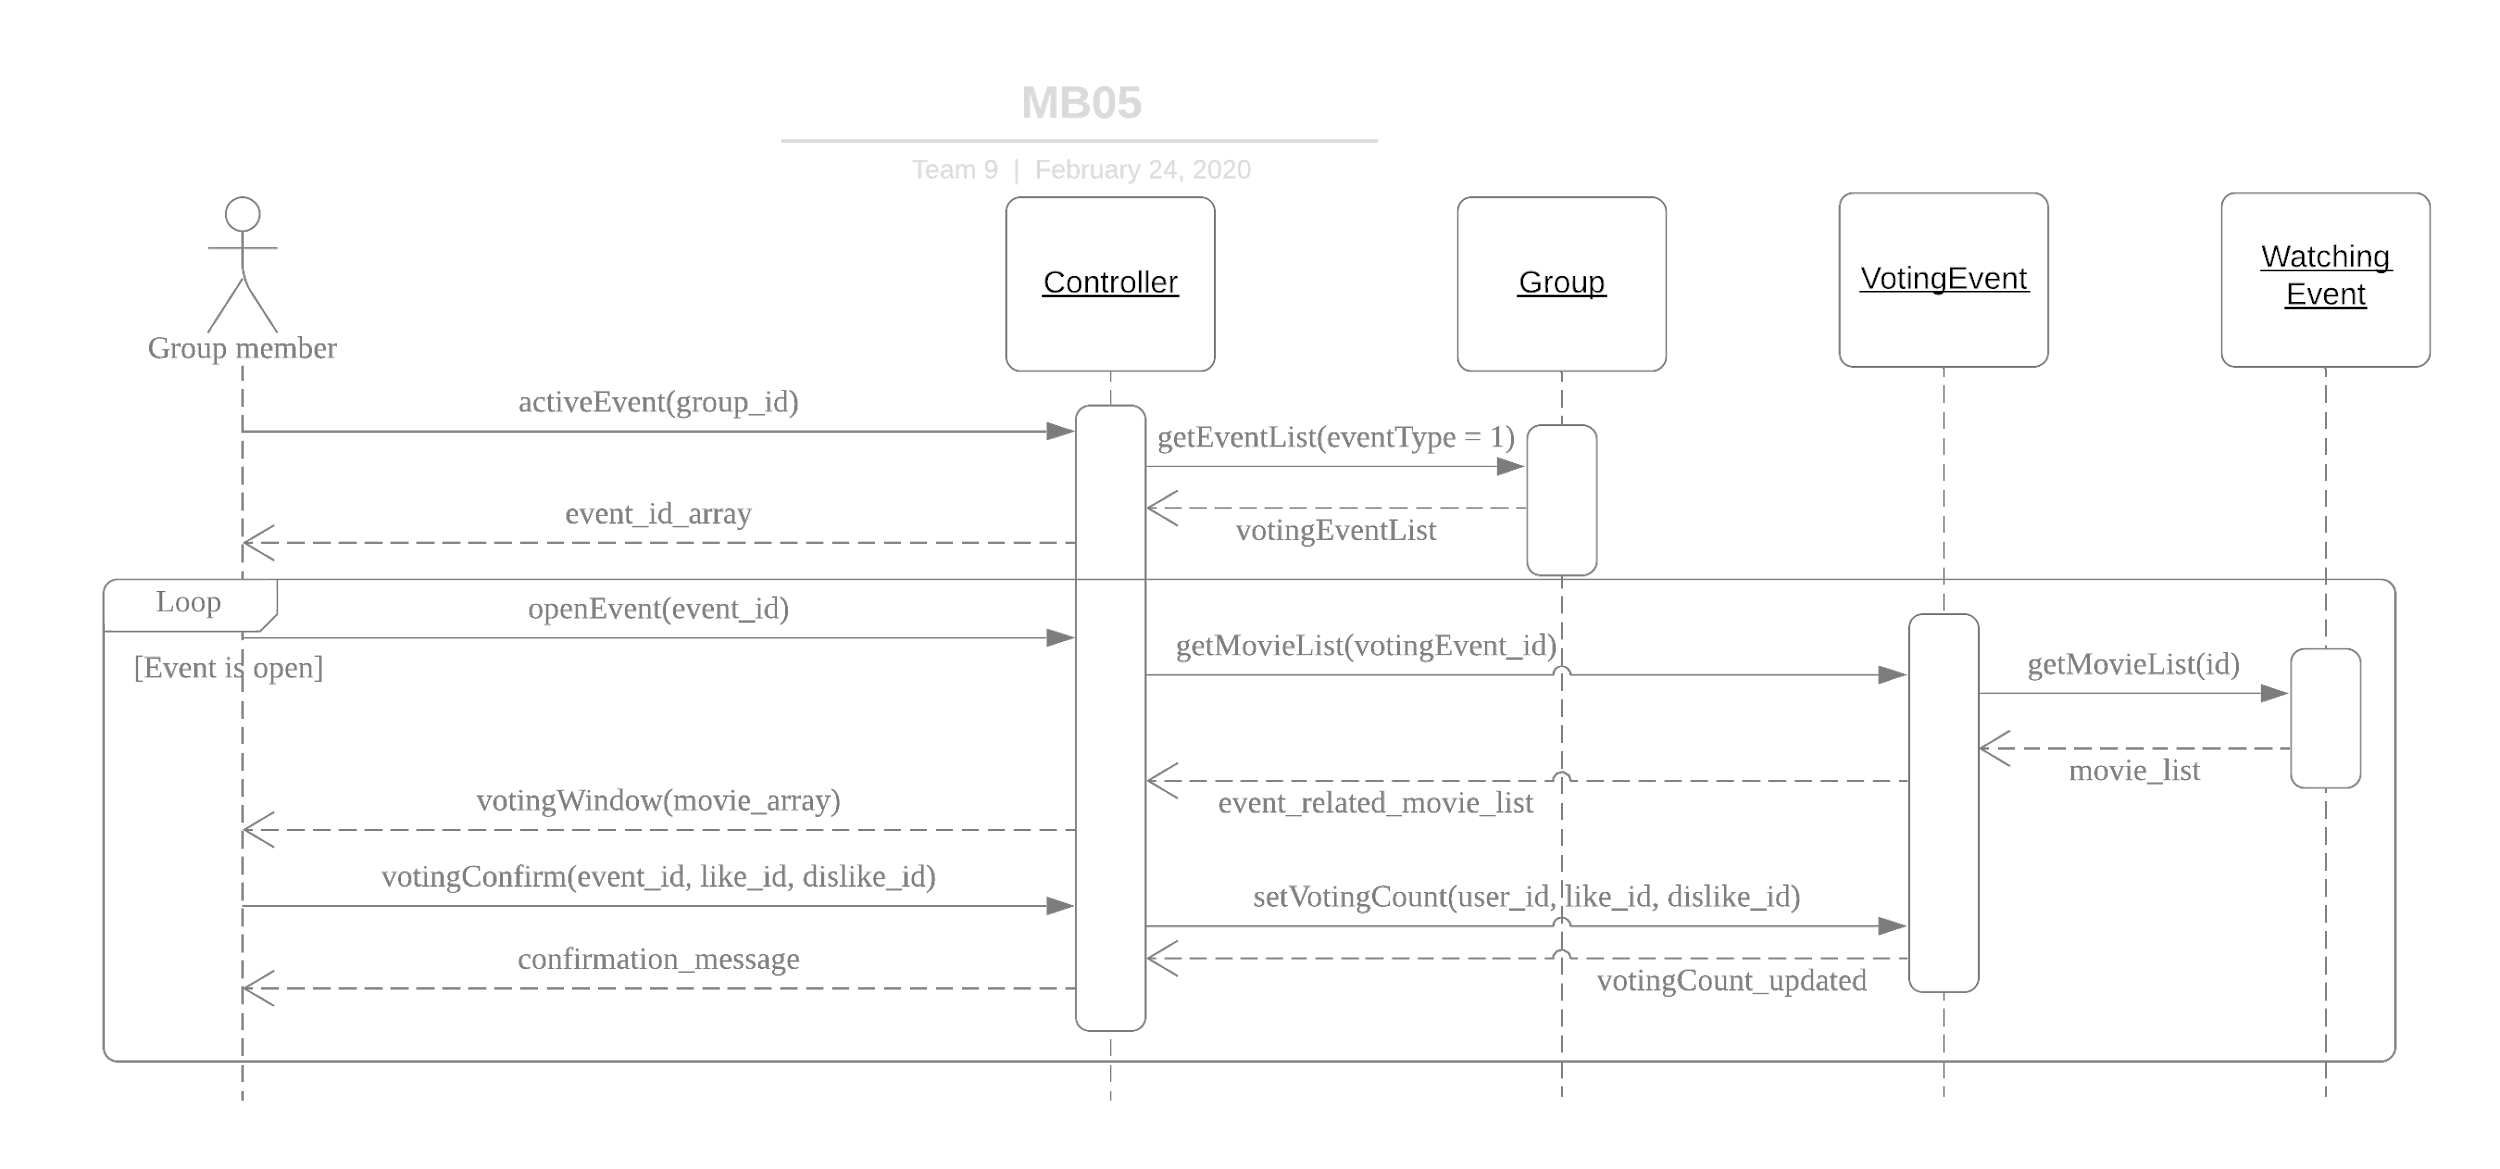 MB05
Team 9 | February 24, 2020
Group member
Controller
Group
VotingEvent
Watching
Event
activeEvent(group_id)
getEventList(eventType = 1)
votingEventList
event_id_array
Loop
openEvent(event_id)
[Event is open]
getMovieList(votingEvent_id)
getMovieList(id)
movie_list
event_related_movie_list
votingWindow(movie_array)
votingConfirm(event_id, like_id, dislike_id)
setVotingCount(user_id, like_id, dislike_id)
confirmation_message
votingCount_updated